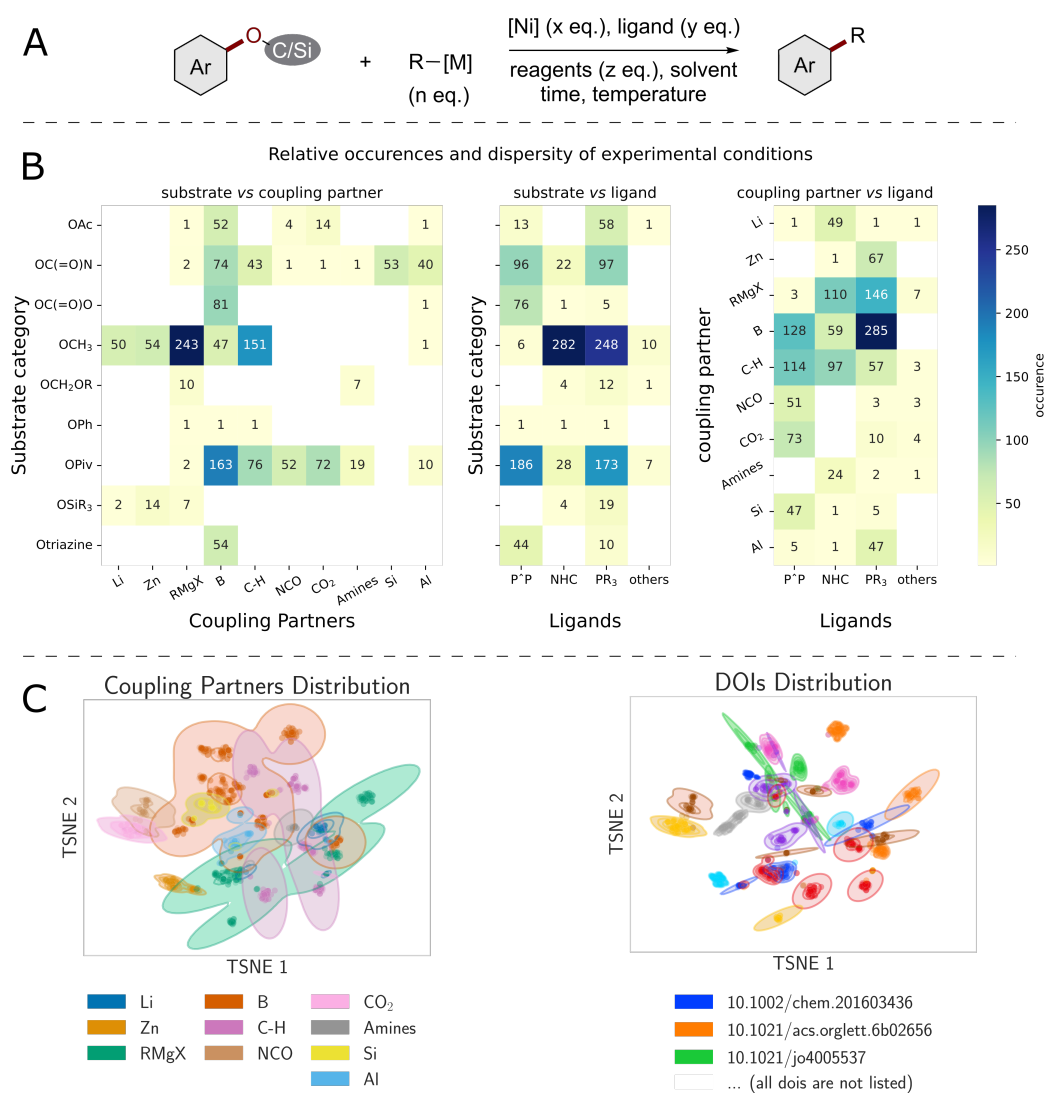 A
Ar
O
C/Si
+
R–[M]
(n eq.)
[Ni] (x eq.), ligand (y eq.)
reagents (z eq.), solvent
time, temperature
Ar
R
B
Relative occurences and dispersity of experimental conditions
substrate vs coupling partner
Substrate category
OAc 1 52 4 14 1
OC(=O)N 2 74 43 1 1 1 53 40
OC(=O)O 81 1
OCH₃ 50 54 243 47 151 1
OCH₂OR 10 7
OPh 1 1 1
OPiv 2 163 76 52 72 19 10
OSiR₃ 2 14 7
Otriazine 54
Li Zn RMgX B C-H NCO CO₂ Amines Si Al
Coupling Partners
substrate vs ligand
Substrate category
13 58 1
96 22 97
76 1 5
6 282 248 10
4 12 1
1 1 1
186 28 173 7
4 19
44 10
PˆP NHC PR₃ others
Ligands
coupling partner vs ligand
coupling partner
Li 1 49 1 1
Zn 1 67
RMgX 3 110 146 7
B 128 59 285
C-H 114 97 57 3
NCO 51 3 3
CO₂ 73 10 4
Amines 24 2 1
Si 47 1 5
Al 5 1 47
PˆP NHC PR₃ others
Ligands
250
200
150
100
50
occurence
C
Coupling Partners Distribution
TSNE 2
TSNE 1
Li
Zn
RMgX
B
C-H
NCO
CO₂
Amines
Si
Al
DOIs Distribution
TSNE 2
TSNE 1
10.1002/chem.201603436
10.1021/acs.orglett.6b02656
10.1021/jo4005537
... (all dois are not listed)